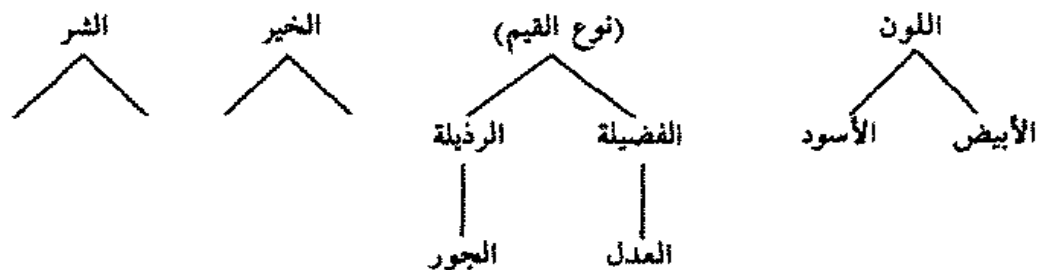 اللون (نوع القيم) الخير الشر
الأبيض الأسود الفضيلة الرذيلة
العدل الجور